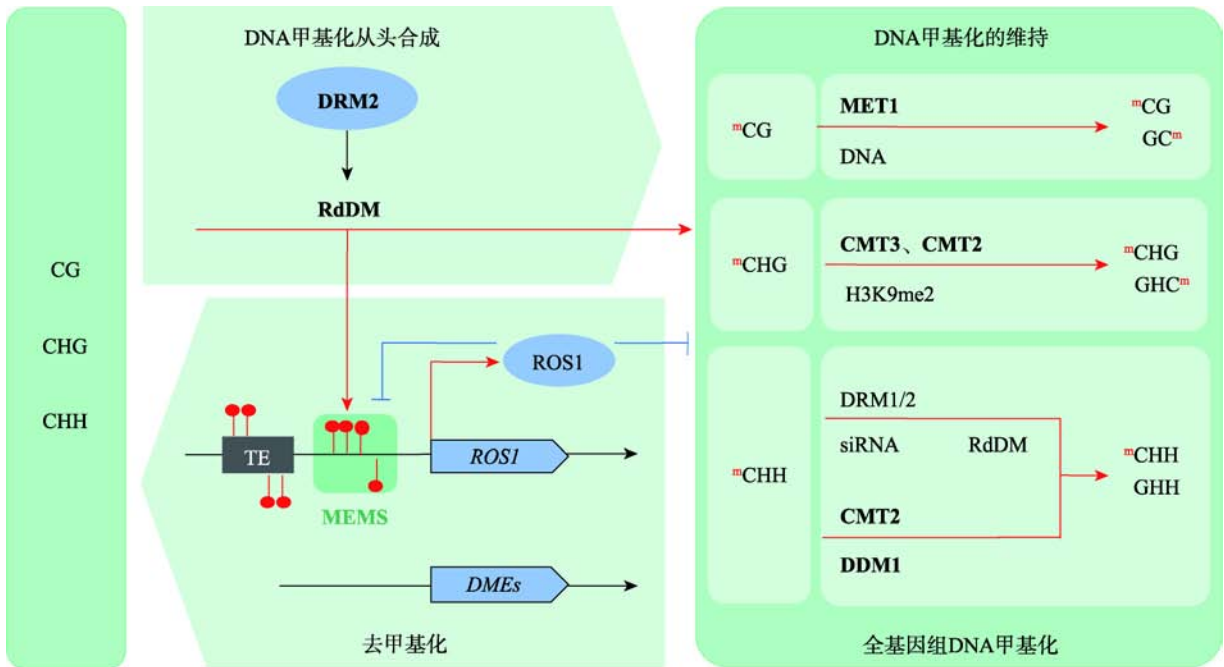 CG
CHG
CHH
DNA甲基化从头合成
DRM2
RdDM
ROS1
TE
MEMS
ROS1
DMEs
去甲基化
DNA甲基化的维持
mCG
MET1
DNA
mCG
GCm
mCHG
CMT3、CMT2
H3K9me2
mCHG
GHCm
mCHH
DRM1/2
siRNA RdDM
CMT2
DDM1
mCHH
GHH
全基因组DNA甲基化